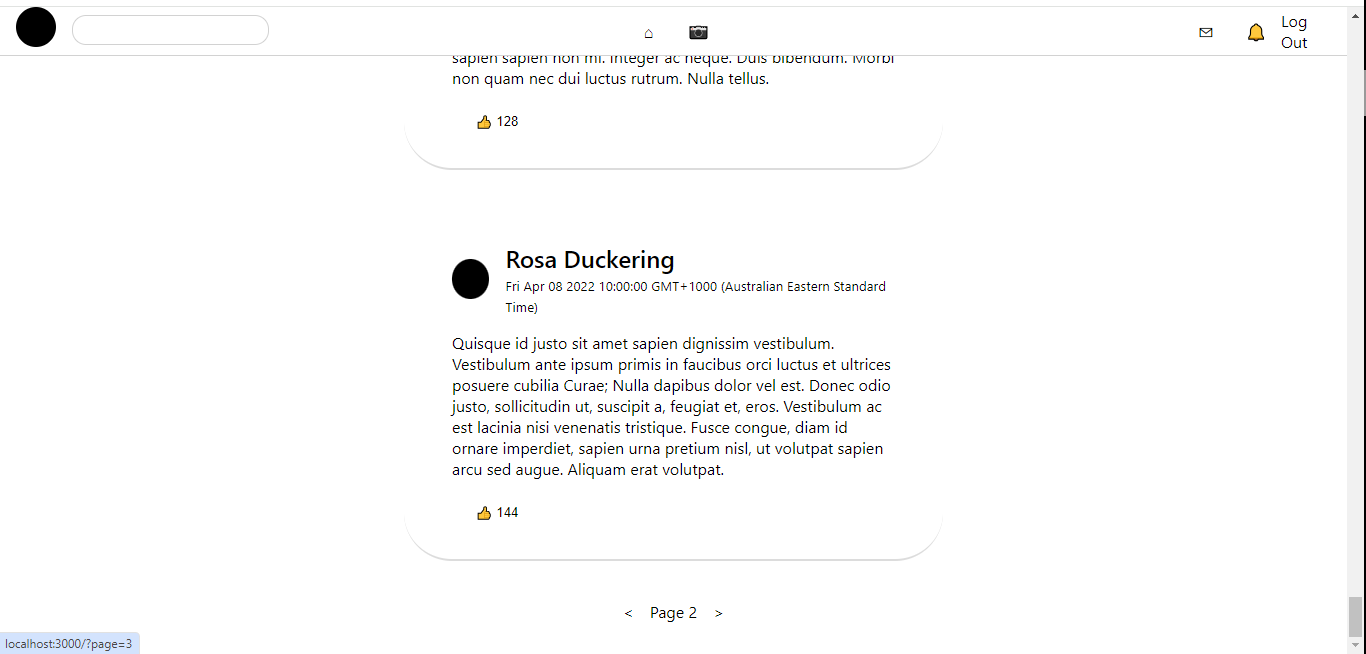 Log
Out
sapien sapien non mi. Integer ac neque. Duis bibendum. Morbi
non quam nec dui luctus rutrum. Nulla tellus.
👍 128
Rosa Duckering
Fri Apr 08 2022 10:00:00 GMT+1000 (Australian Eastern Standard
Time)
Quisque id justo sit amet sapien dignissim vestibulum.
Vestibulum ante ipsum primis in faucibus orci luctus et ultrices
posuere cubilia Curae; Nulla dapibus dolor vel est. Donec odio
justo, sollicitudin ut, suscipit a, feugiat et, eros. Vestibulum ac
est lacinia nisi venenatis tristique. Fusce congue, diam id
ornare imperdiet, sapien urna pretium nisl, ut volutpat sapien
arcu sed augue. Aliquam erat volutpat.
👍 144
< Page 2 >
localhost:3000/?page=3